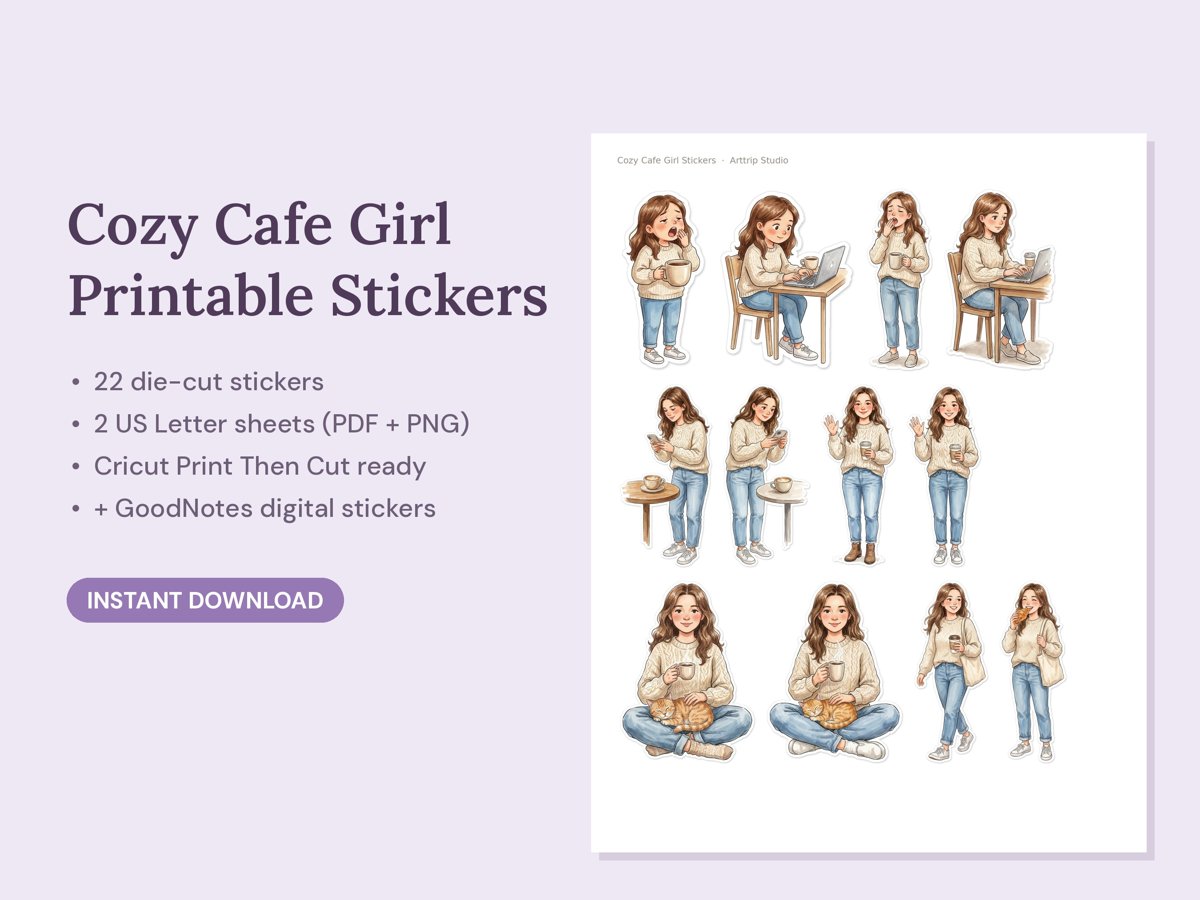 Cozy Cafe Girl Stickers · Arttrip Studio
Cozy Cafe Girl
Printable Stickers
• 22 die-cut stickers
• 2 US Letter sheets (PDF + PNG)
• Cricut Print Then Cut ready
• + GoodNotes digital stickers
INSTANT DOWNLOAD